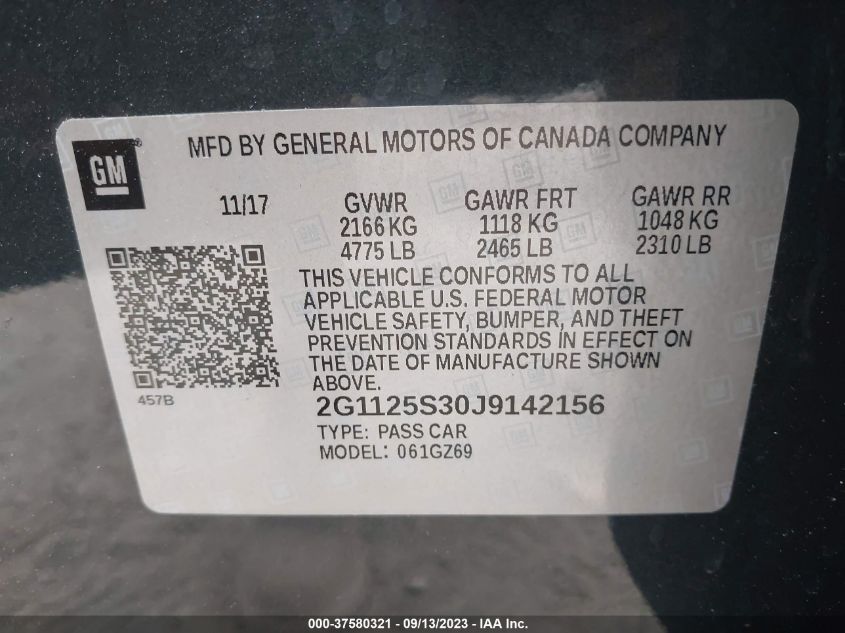 MFD BY GENERAL MOTORS OF CANADA COMPANY
GM®
11/17 GVWR GAWR FRT GAWR RR
2166 KG 1118 KG 1048 KG
4775 LB 2465 LB 2310 LB
THIS VEHICLE CONFORMS TO ALL
APPLICABLE U.S. FEDERAL MOTOR
VEHICLE SAFETY, BUMPER, AND THEFT
PREVENTION STANDARDS IN EFFECT ON
THE DATE OF MANUFACTURE SHOWN
ABOVE.
457B
2G1125S30J9142156
TYPE: PASS CAR
MODEL: 061GZ69
000-37580321 - 09/13/2023 - IAA Inc.